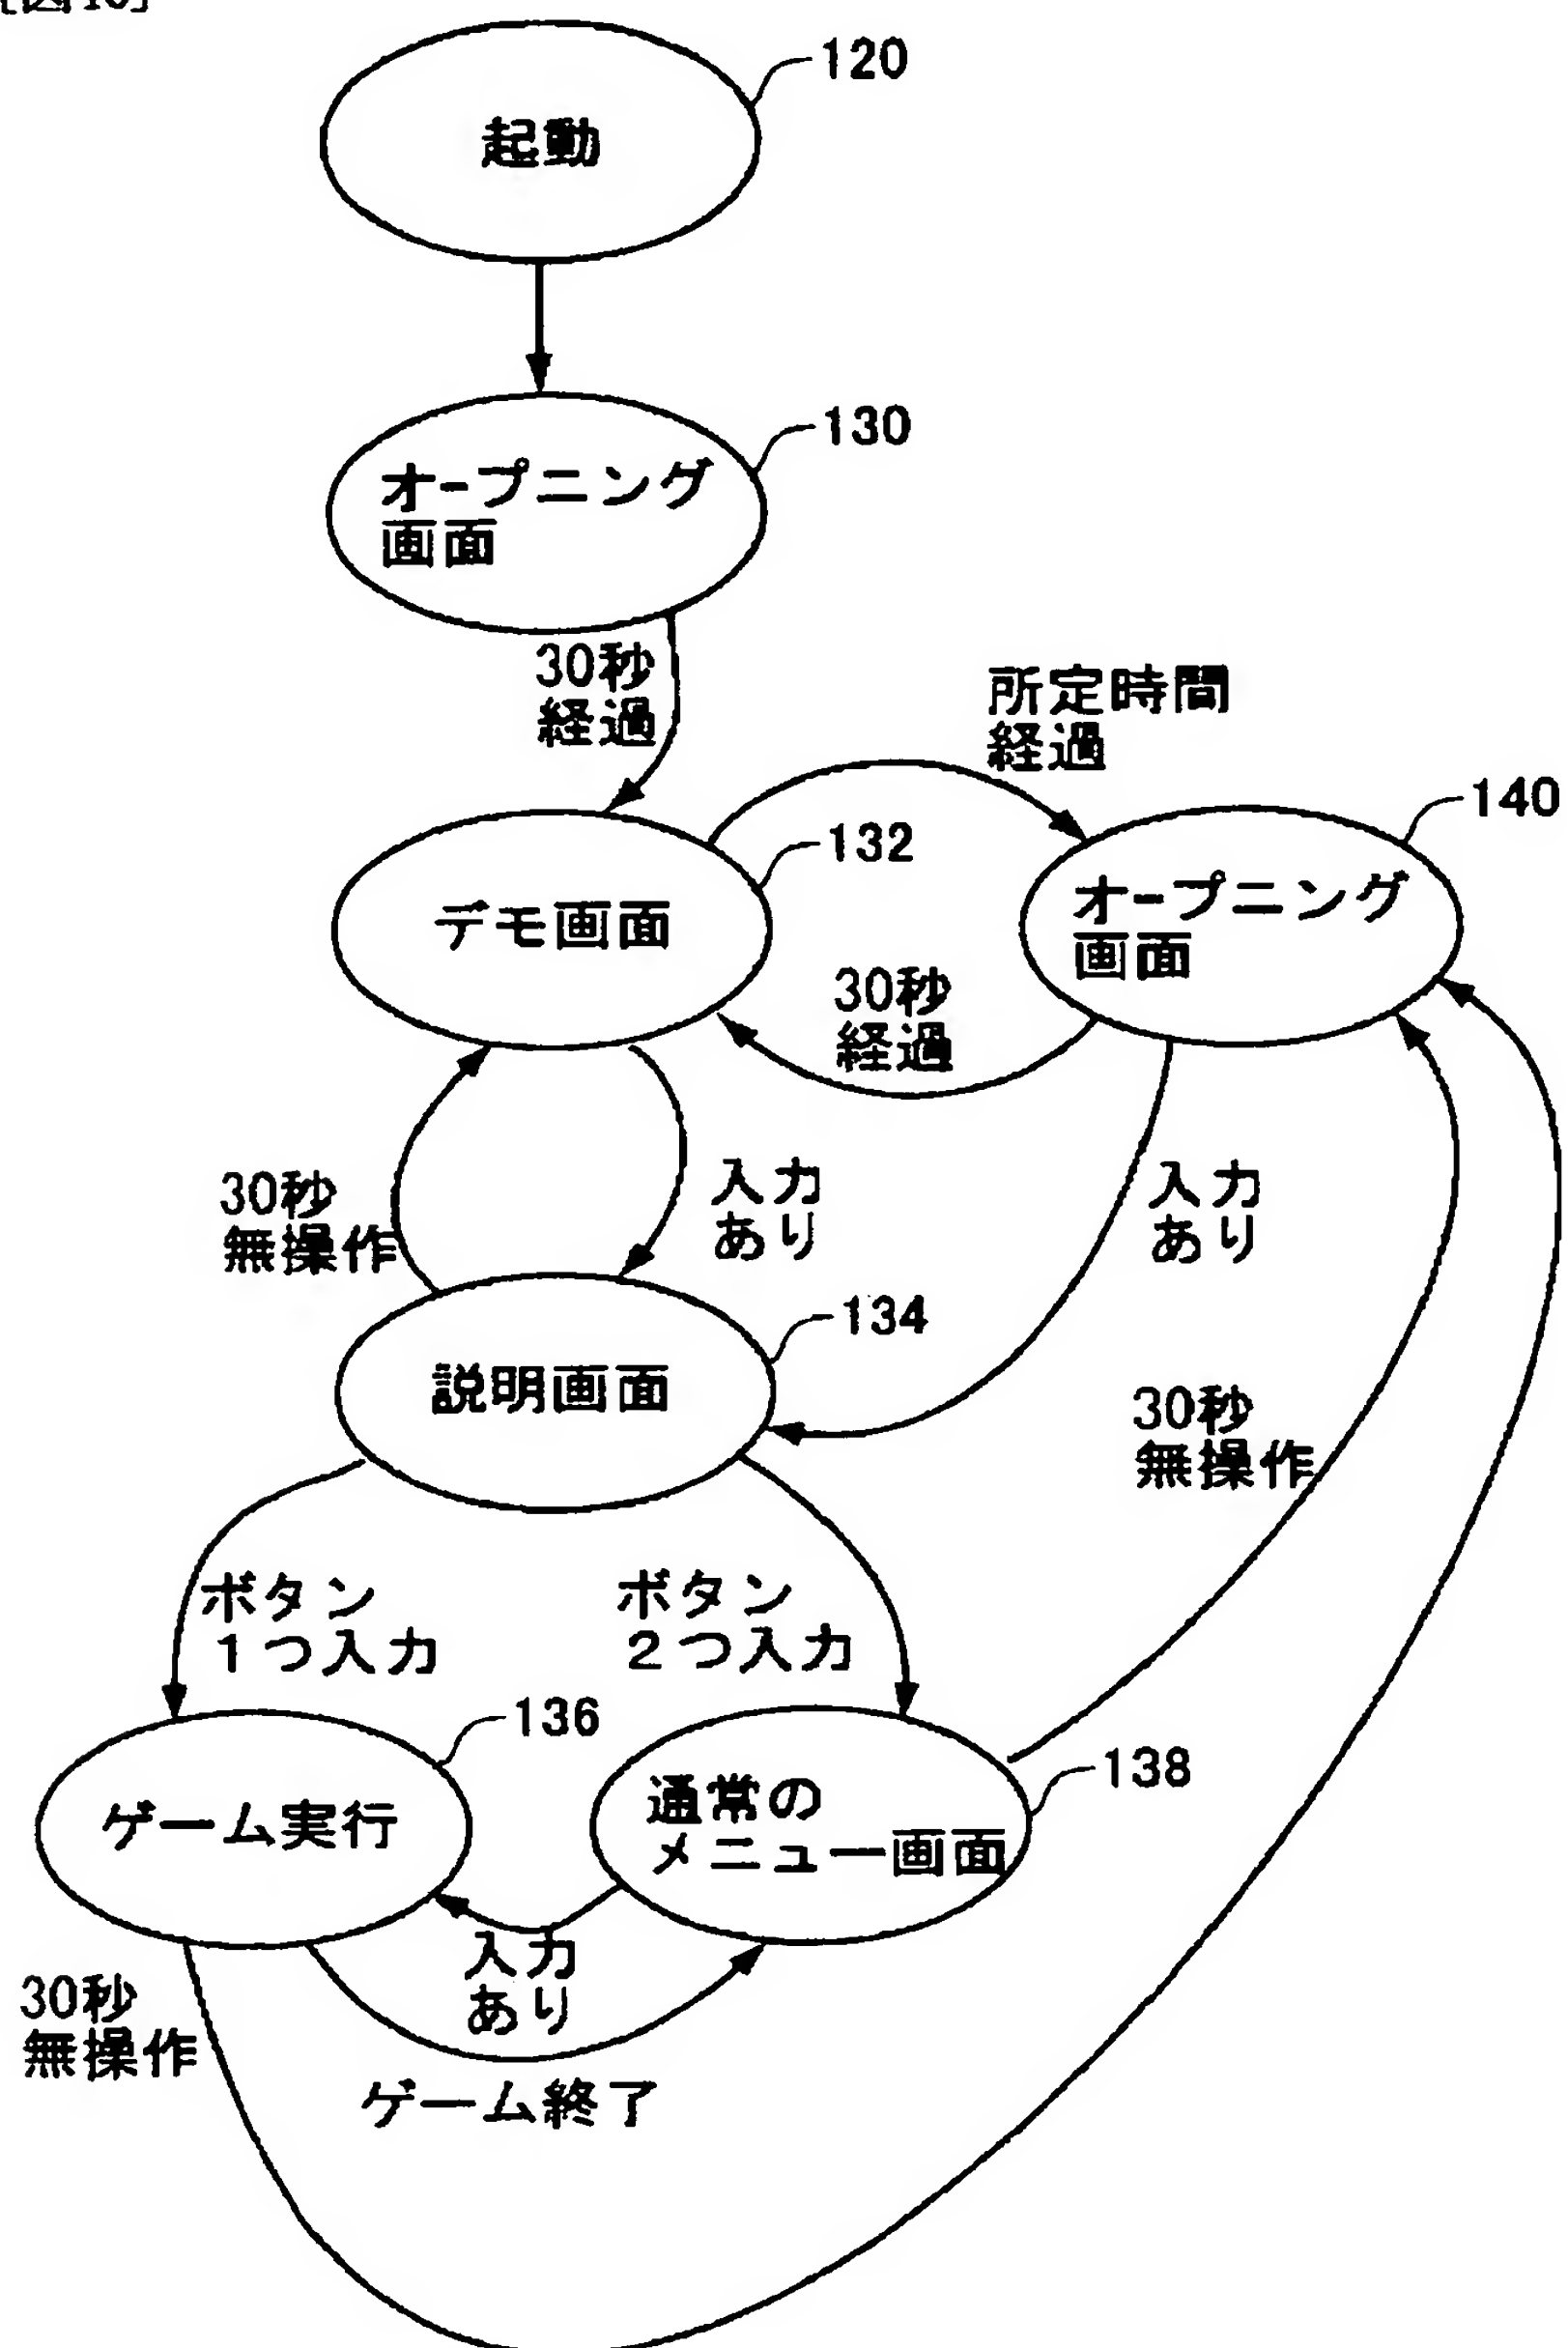 120
起動
130
オープニング
画面
30秒
経過
所定時間
経過
140
132
デモ画面
オープニング
画面
30秒
経過
30秒
無操作
入力
あり
入力
あり
134
説明画面
30秒
無操作
ボタン
1つ入力
ボタン
2つ入力
136
138
ゲーム実行
通常の
メニュー画面
入力
あり
30秒
無操作
ゲーム終了